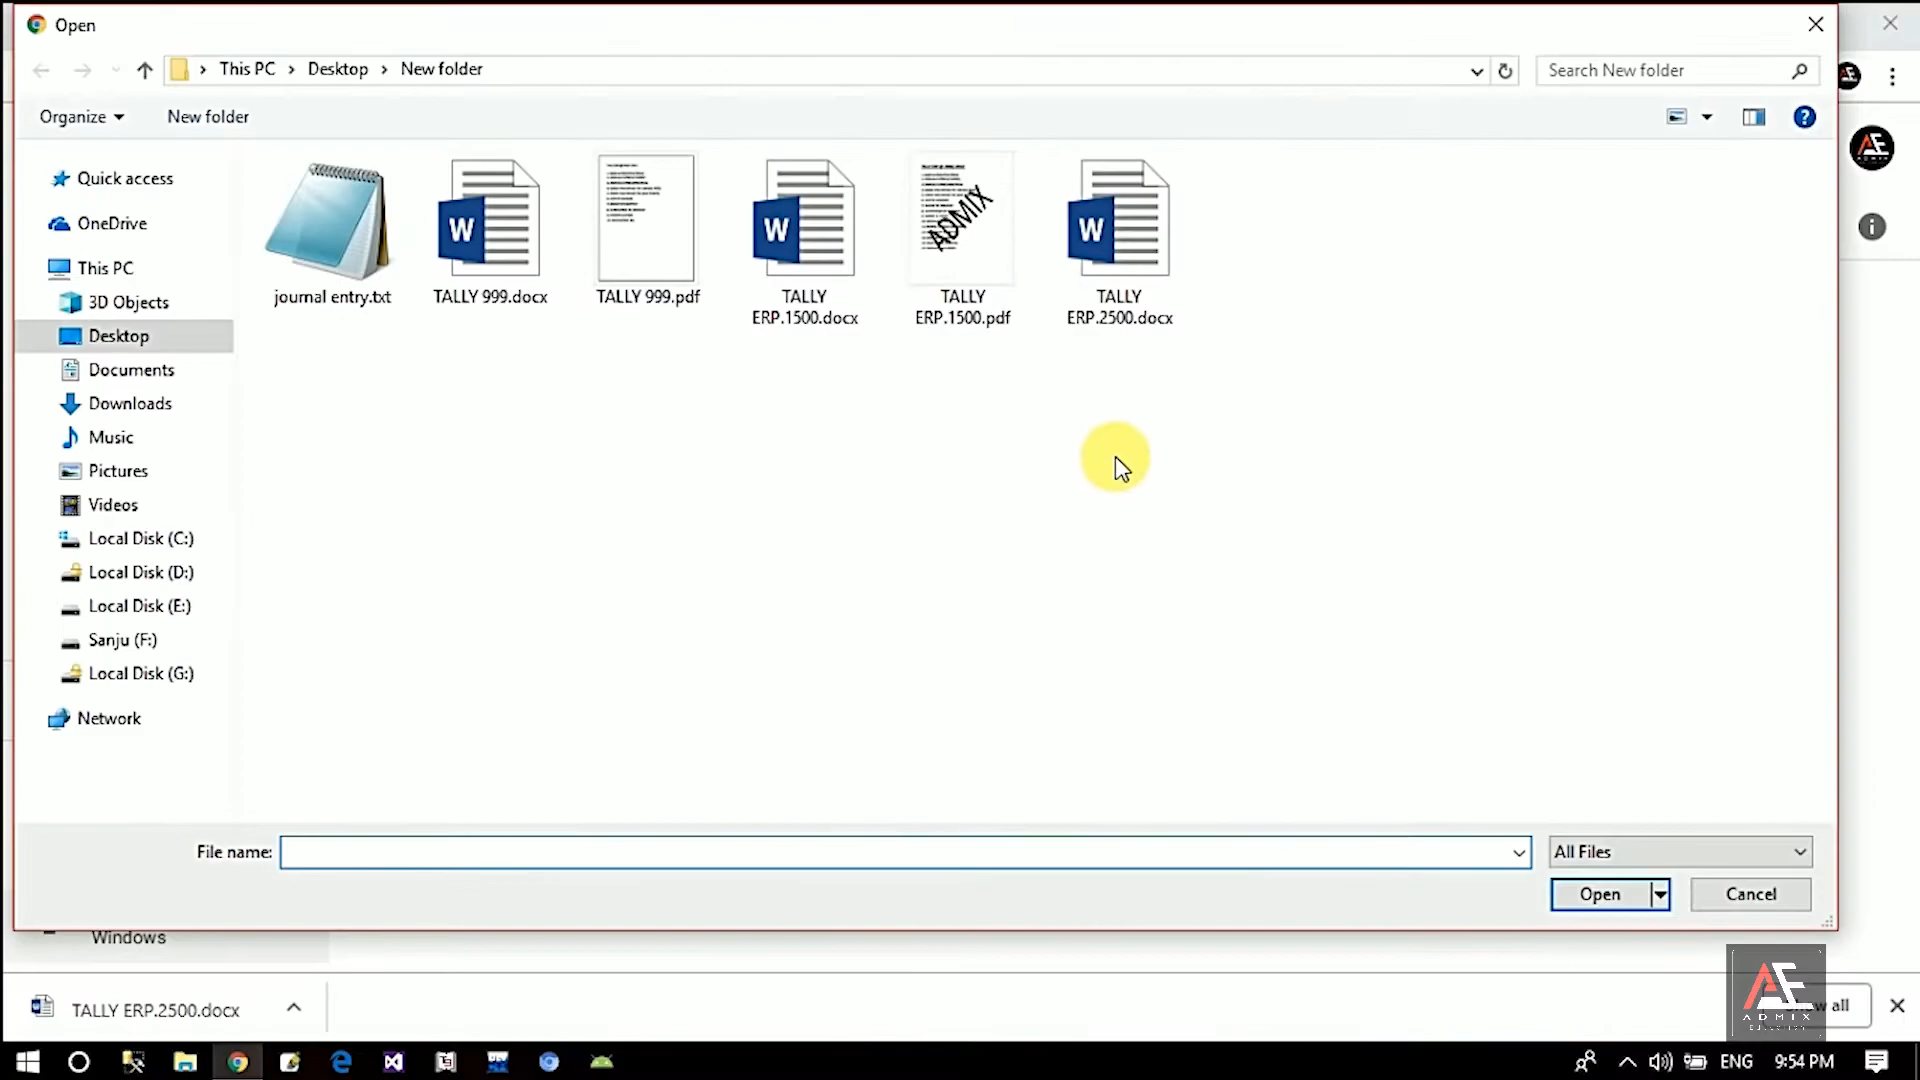 Open
This PC
Desktop
New folder
Search New folder
Organize
New folder
Quick access
OneDrive
This PC
3D Objects
Desktop
Documents
Downloads
Music
Pictures
Videos
Local Disk (C:)
Local Disk (D:)
Local Disk (E:)
Sanju (F:)
Local Disk (G:)
Network
journal entry.txt
TALLY 999.docx
TALLY 999.pdf
TALLY
ERP.1500.docx
ADMIX
TALLY
ERP.1500.pdf
TALLY
ERP.2500.docx
File name:
All Files
Open
Cancel
Windows
TALLY ERP.2500.docx
all
ADMIX
ENG
9:54 PM